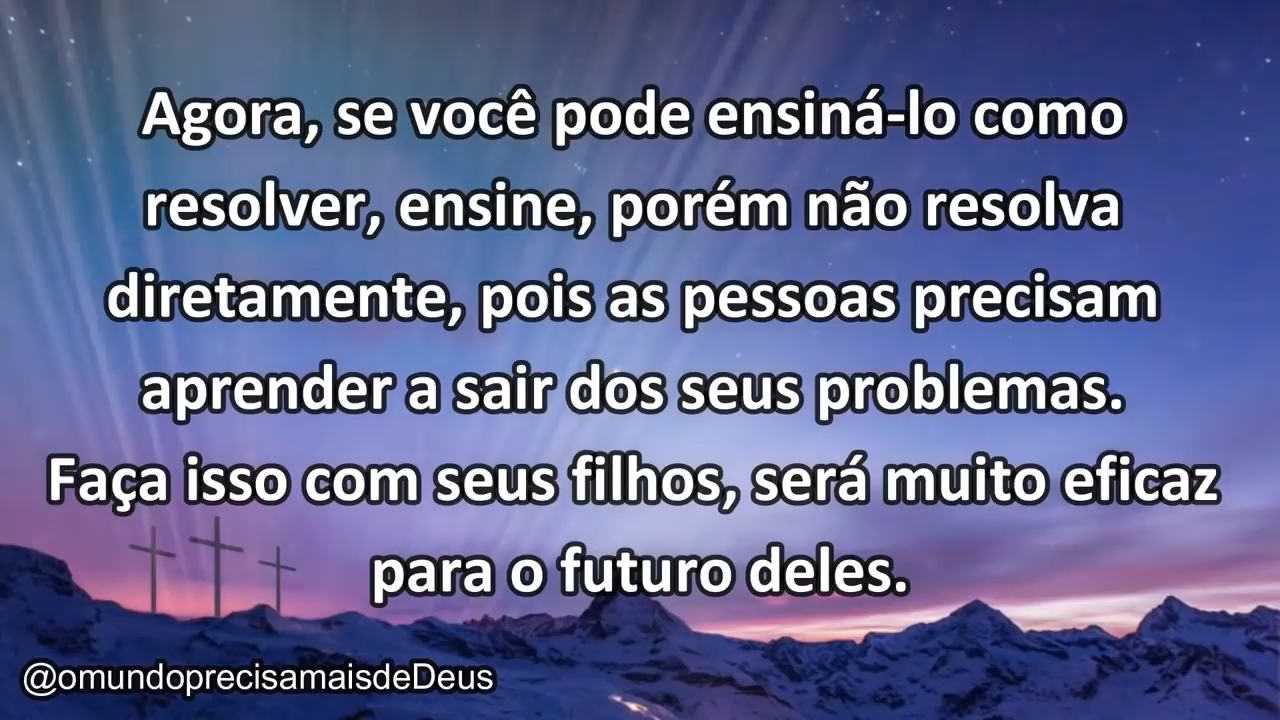 Agora, se você pode ensiná-lo como
resolver, ensine, porém não resolva
diretamente, pois as pessoas precisam
aprender a sair dos seus problemas.
Faça isso com seus filhos, será muito eficaz
para o futuro deles.
@omundoprecisamaisdeDeus